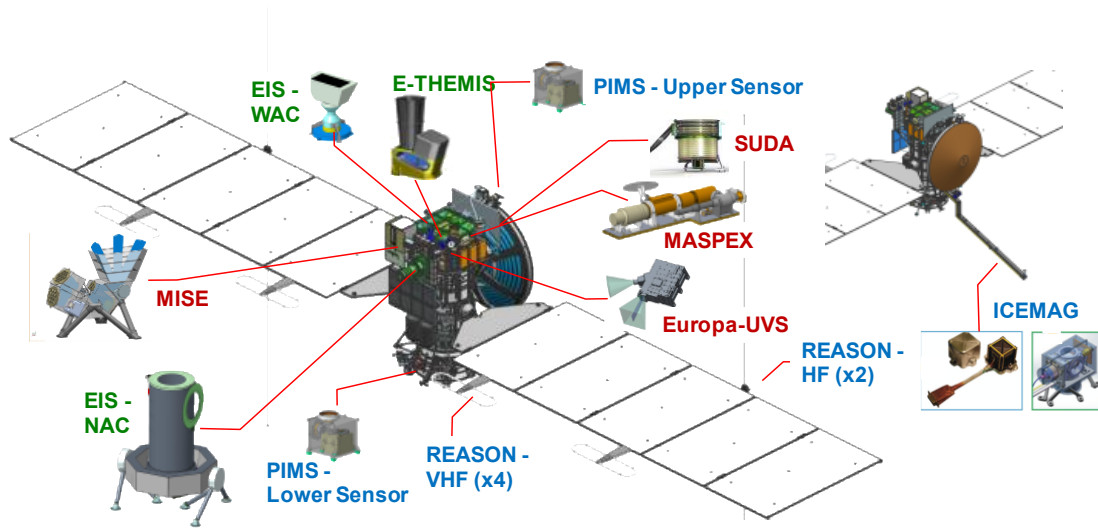 EIS -
WAC
E-THEMIS
PIMS - Upper Sensor
SUDA
MASPEX
MISE
Europa-UVS
ICEMAG
REASON -
HF (x2)
EIS -
NAC
PIMS -
Lower Sensor
REASON -
VHF (x4)